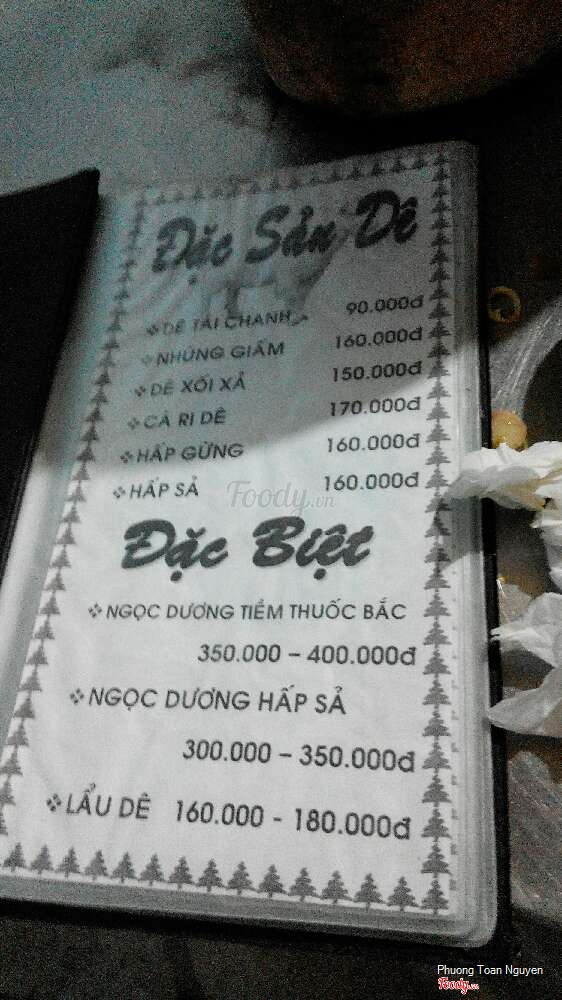 Đặc Sản Dê
❖ DÊ TÁI CHANH 90.000đ
❖ NHÚNG GIẤM 160.000đ
❖ DÊ XỐI XẢ 150.000đ
❖ CÀ RI DÊ 170.000đ
❖ HẤP GỪNG 160.000đ
❖ HẤP SẢ 160.000đ
Foody.vn
Đặc Biệt
❖ NGỌC DƯƠNG TIỀM THUỐC BẮC
350.000 – 400.000đ
❖ NGỌC DƯƠNG HẤP SẢ
300.000 – 350.000đ
❖ LẨU DÊ 160.000 - 180.000đ
Phuong Toan Nguyen
Foody.vn